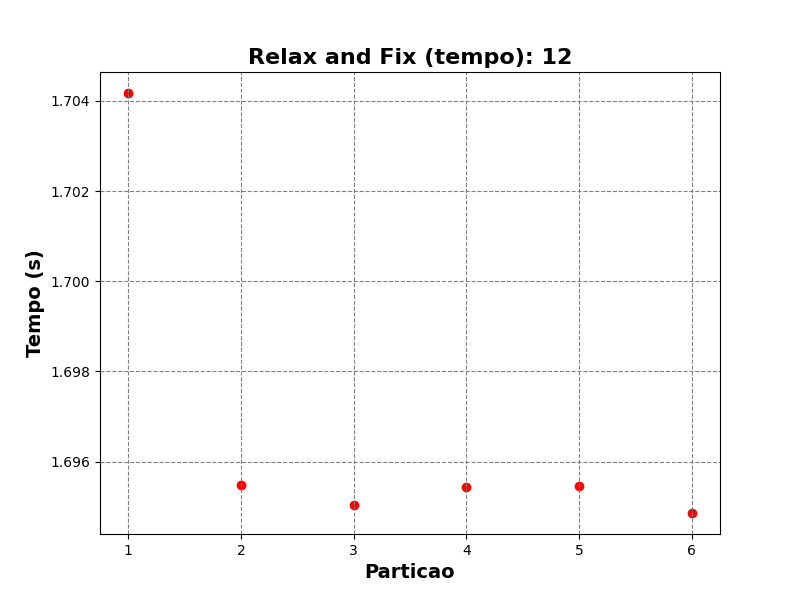 Relax and Fix (tempo): 12
1.704
1.702
1.700
1.698
1.696
Tempo (s)
1 2 3 4 5 6
Particao